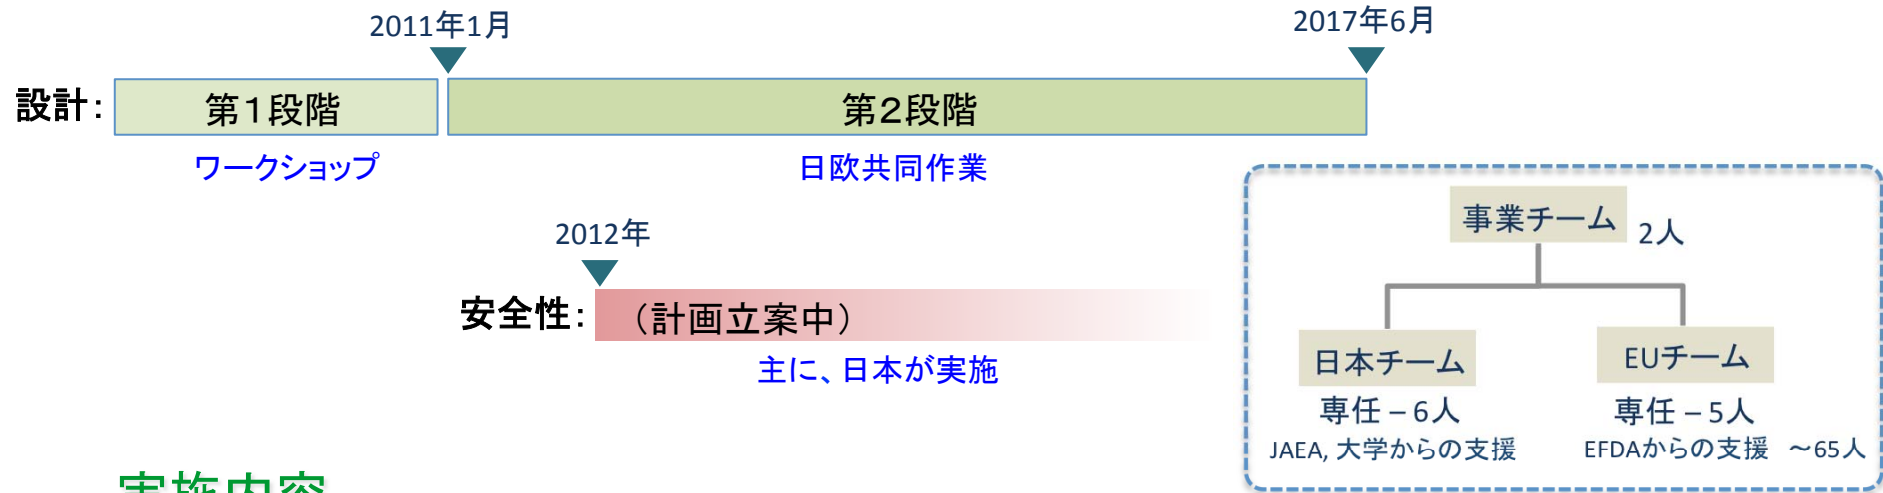 2011年1月
2017年6月
設計:
第1段階
第2段階
ワークショップ
日欧共同作業
2012年
安全性:
（計画立案中）
主に、日本が実施
事業チーム
2人
日本チーム
EUチーム
専任 – 6人
専任 – 5人
JAEA, 大学からの支援
EFDAからの支援 ～65人
実施内容